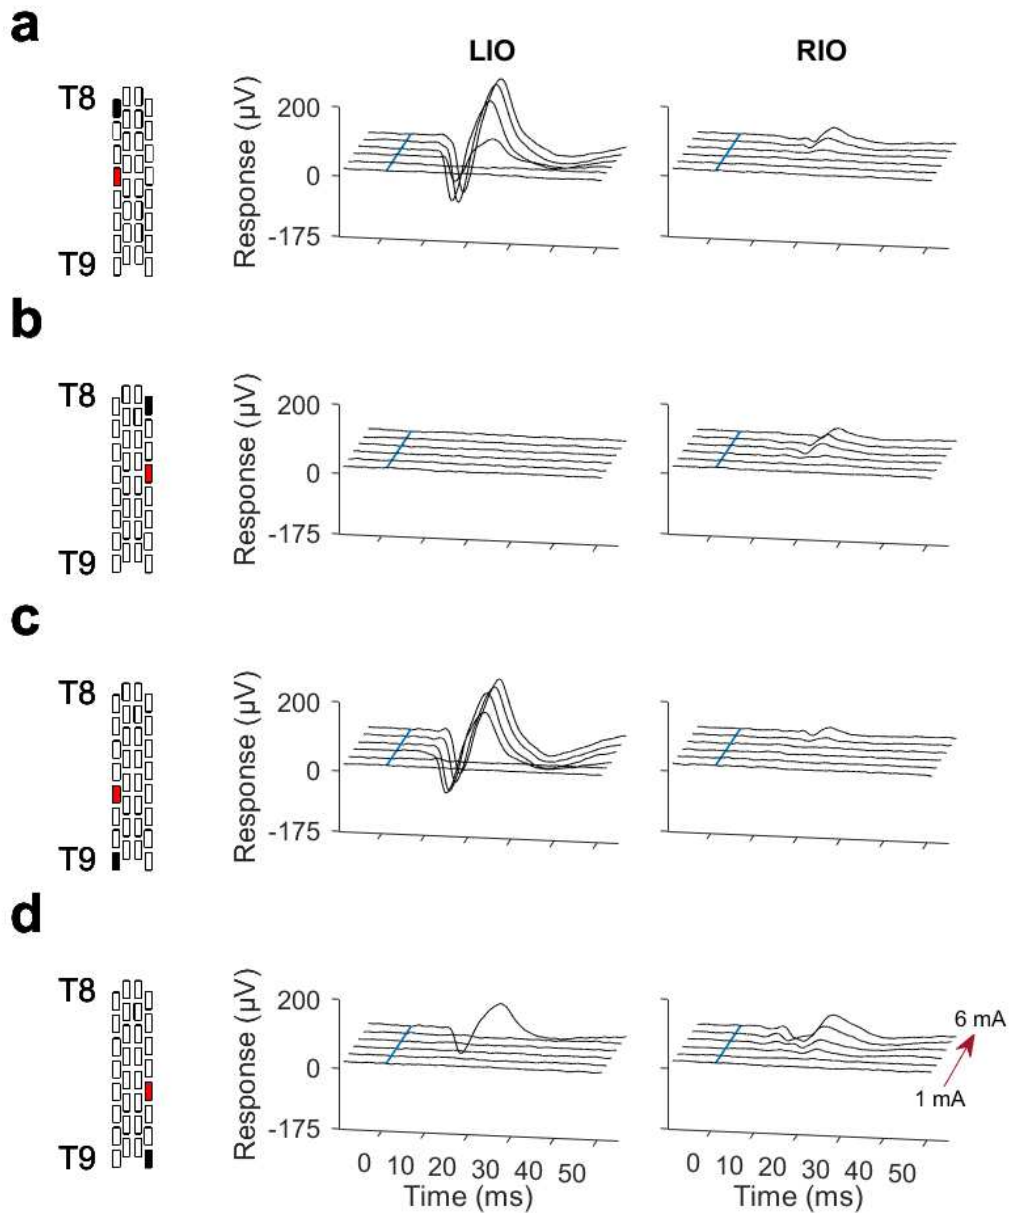 a
LIO RIO
T8
T9
Response (µV)
200
0
-175
b
T8
T9
Response (µV)
200
0
-175
c
T8
T9
Response (µV)
200
0
-175
d
T8
T9
Response (µV)
200
0
-175
6 mA
1 mA
0 10 20 30 40 50 0 10 20 30 40 50
Time (ms) Time (ms)